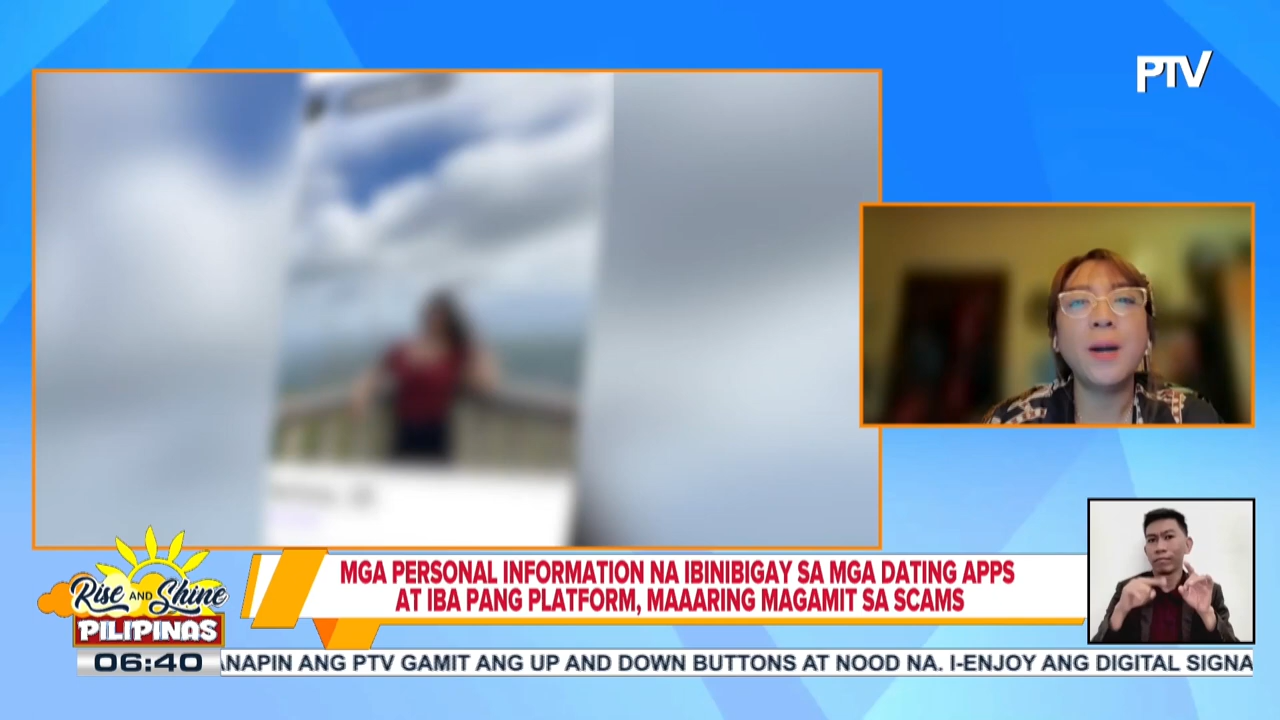 PTV
MGA PERSONAL INFORMATION NA IBINIBIGAY SA MGA DATING APPS
AT IBA PANG PLATFORM, MAAARING MAGAMIT SA SCAMS
Rise AND Shine
PILIPINAS
06:40
ANAPIN ANG PTV GAMIT ANG UP AND DOWN BUTTONS AT NOOD NA. I-ENJOY ANG DIGITAL SIGNA